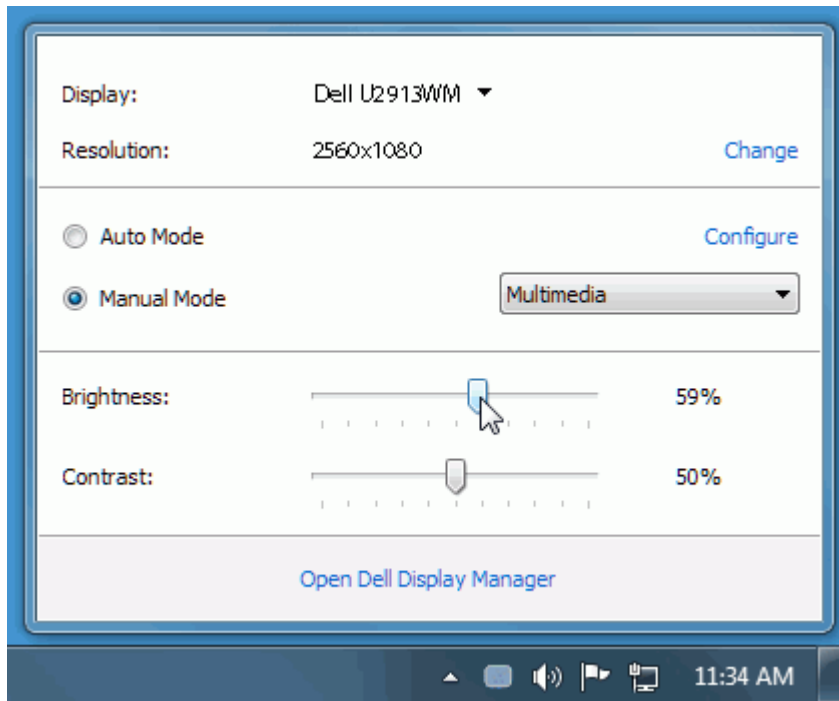 Display: Dell U2913WM
Resolution: 2560x1080 Change
Auto Mode Configure
Manual Mode Multimedia
Brightness: 59%
Contrast: 50%
Open Dell Display Manager
11:34 AM